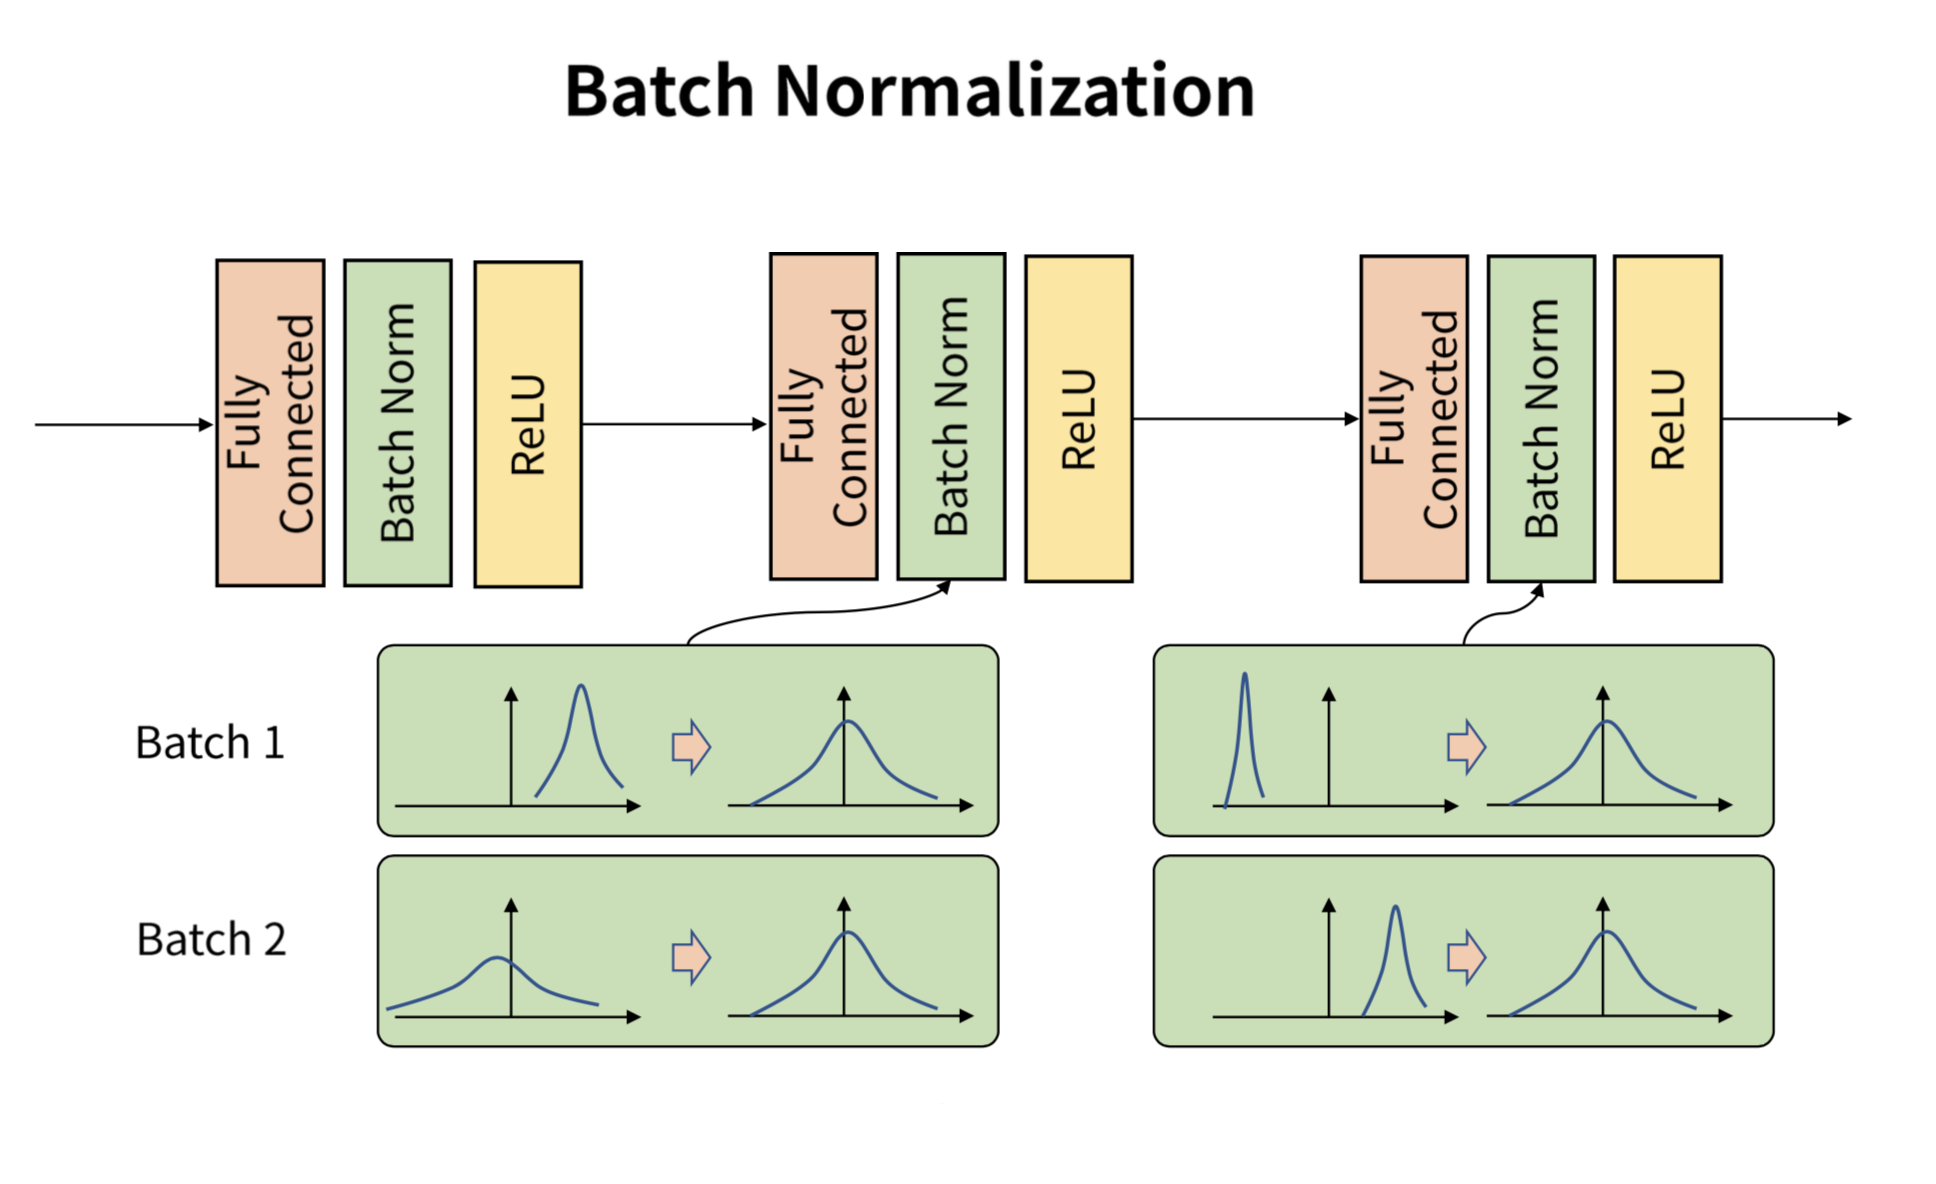 Batch Normalization
Fully
Connected
Batch Norm
ReLU
Fully
Connected
Batch Norm
ReLU
Fully
Connected
Batch Norm
ReLU
Batch 1
Batch 2